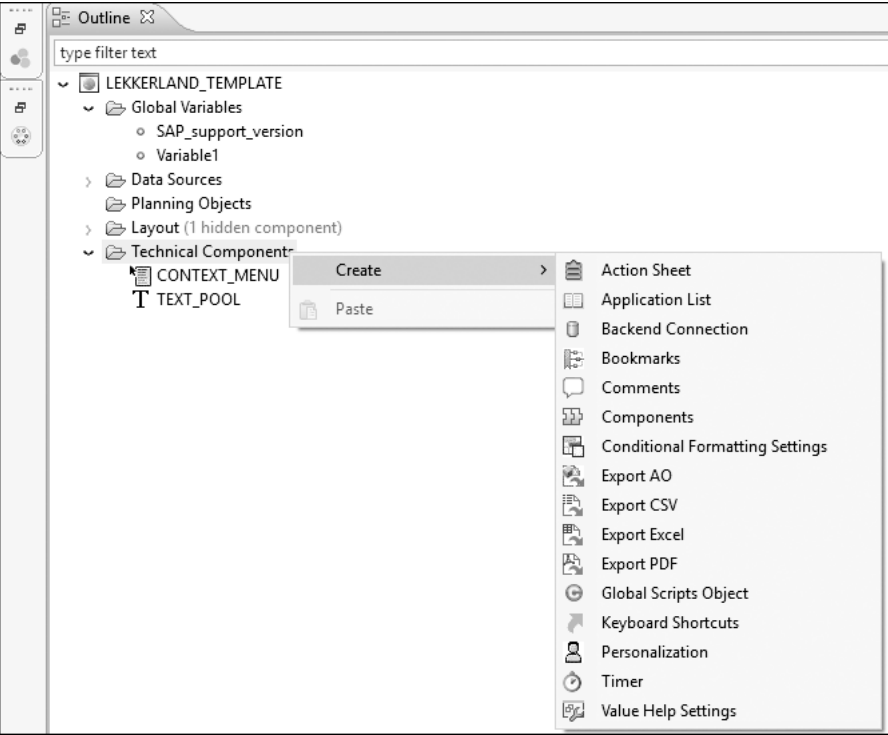 Outline
type filter text
LEKKERLAND_TEMPLATE
Global Variables
SAP_support_version
Variable1
Data Sources
Planning Objects
Layout (1 hidden component)
Technical Components
CONTEXT_MENU
TEXT_POOL
Create
Paste
Action Sheet
Application List
Backend Connection
Bookmarks
Comments
Components
Conditional Formatting Settings
Export AO
Export CSV
Export Excel
Export PDF
Global Scripts Object
Keyboard Shortcuts
Personalization
Timer
Value Help Settings